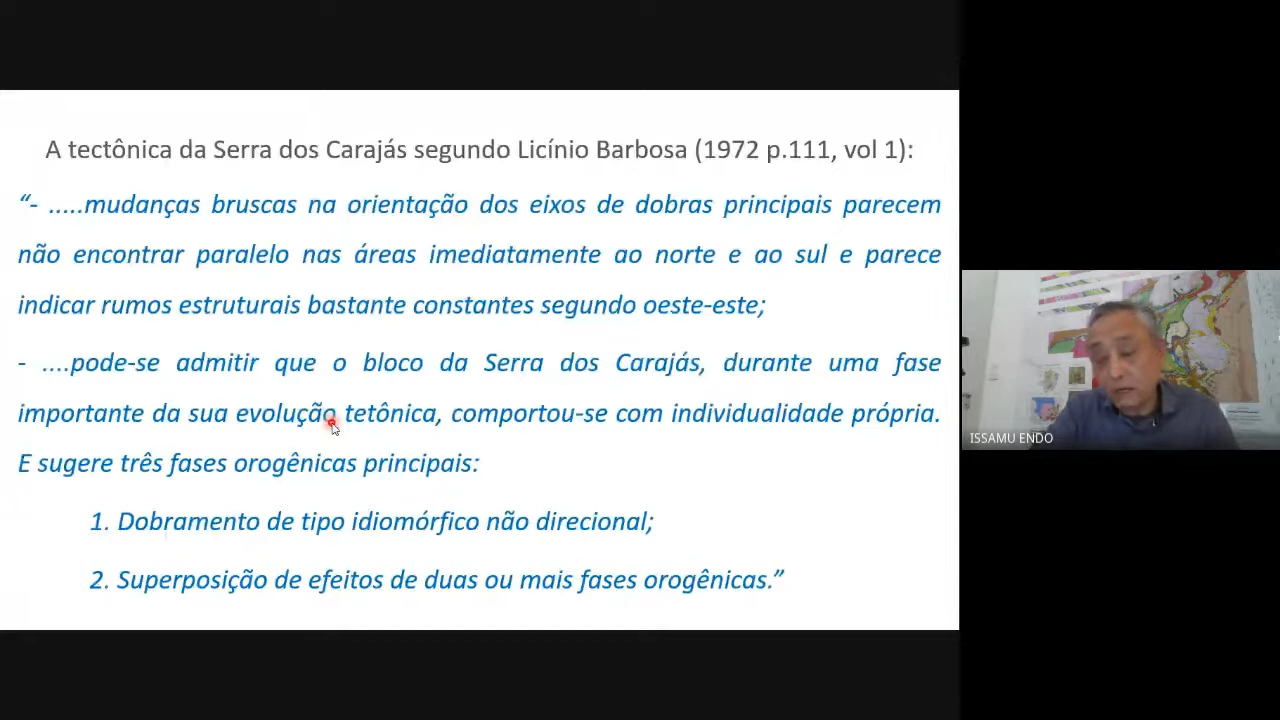 A tectônica da Serra dos Carajás segundo Licínio Barbosa (1972 p.111, vol 1):
“- .....mudanças bruscas na orientação dos eixos de dobras principais parecem
não encontrar paralelo nas áreas imediatamente ao norte e ao sul e parece
indicar rumos estruturais bastante constantes segundo oeste-este;
- ....pode-se admitir que o bloco da Serra dos Carajás, durante uma fase
importante da sua evolução tetônica, comportou-se com individualidade própria.
E sugere três fases orogênicas principais:
1. Dobramento de tipo idiomórfico não direcional;
2. Superposição de efeitos de duas ou mais fases orogênicas.”
ISSAMU ENDO